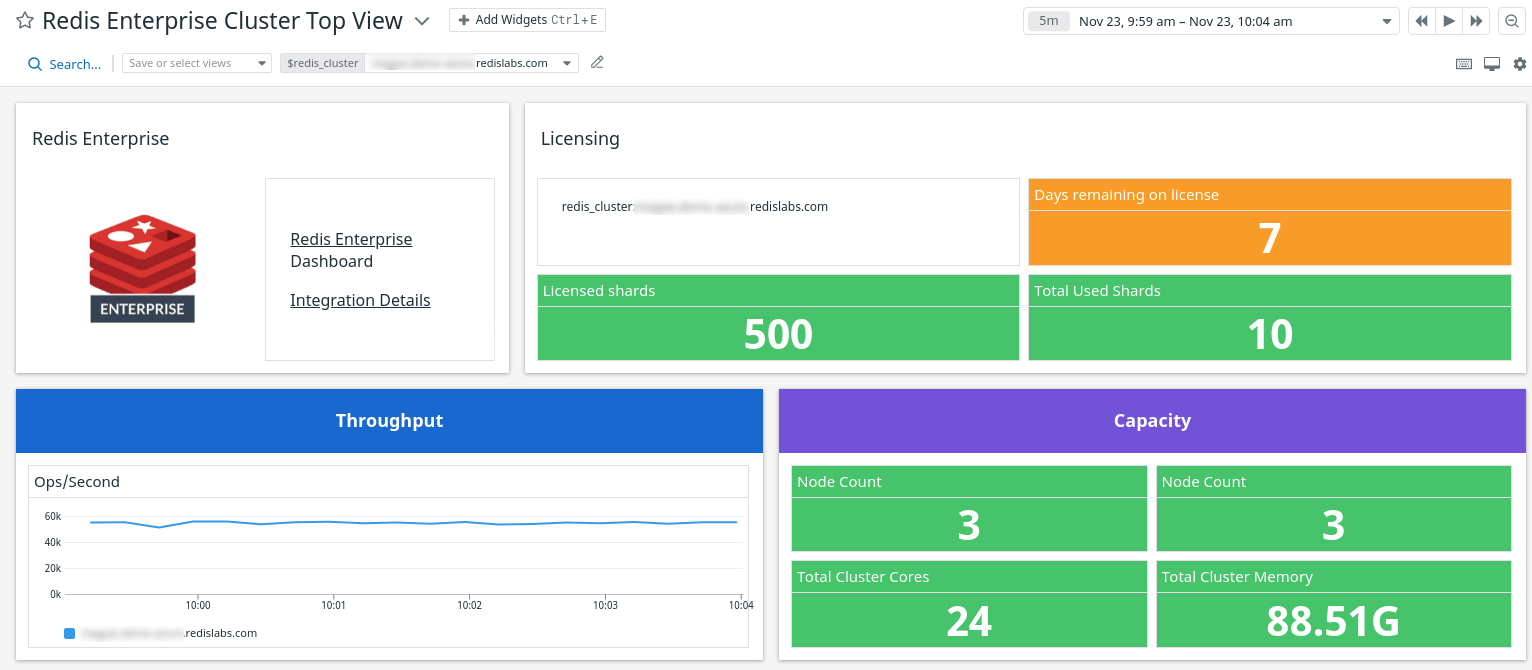 Redis Enterprise Cluster Top View
Add Widgets Ctrl+E
5m Nov 23, 9:59 am – Nov 23, 10:04 am
Search...
Save or select views
$redis_cluster redislabs.com
Redis Enterprise
ENTERPRISE
Redis Enterprise
Dashboard
Integration Details
Licensing
redis_cluster: redislabs.com
Days remaining on license
7
Licensed shards
500
Total Used Shards
10
Throughput
Ops/Second
60k
40k
20k
0k
10:00 10:01 10:02 10:03 10:04
.redislabs.com
Capacity
Node Count
3
Node Count
3
Total Cluster Cores
24
Total Cluster Memory
88.51G